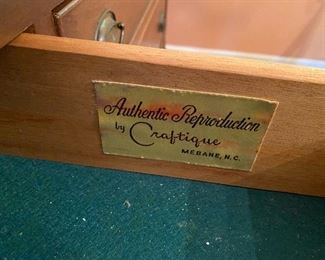 Authentic Reproduction
by Craftique
MEBANE, N.C.